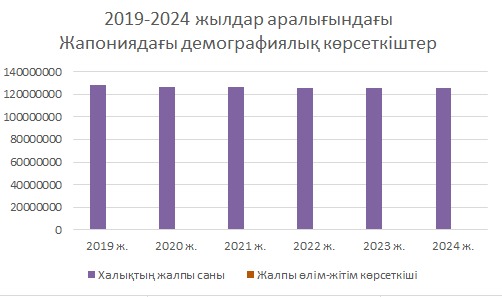 2019-2024 жылдар аралығындағы
Жапониядағы демографиялық көрсеткіштер
140000000
120000000
100000000
80000000
60000000
40000000
20000000
0
2019 ж. 2020 ж. 2021 ж. 2022 ж. 2023 ж. 2024 ж.
Халықтың жалпы саны Жалпы өлім-жітім көрсеткіші